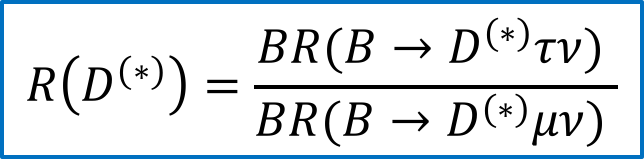 R(D^(*)) = BR(B → D^(*)τν) / BR(B → D^(*)μν)